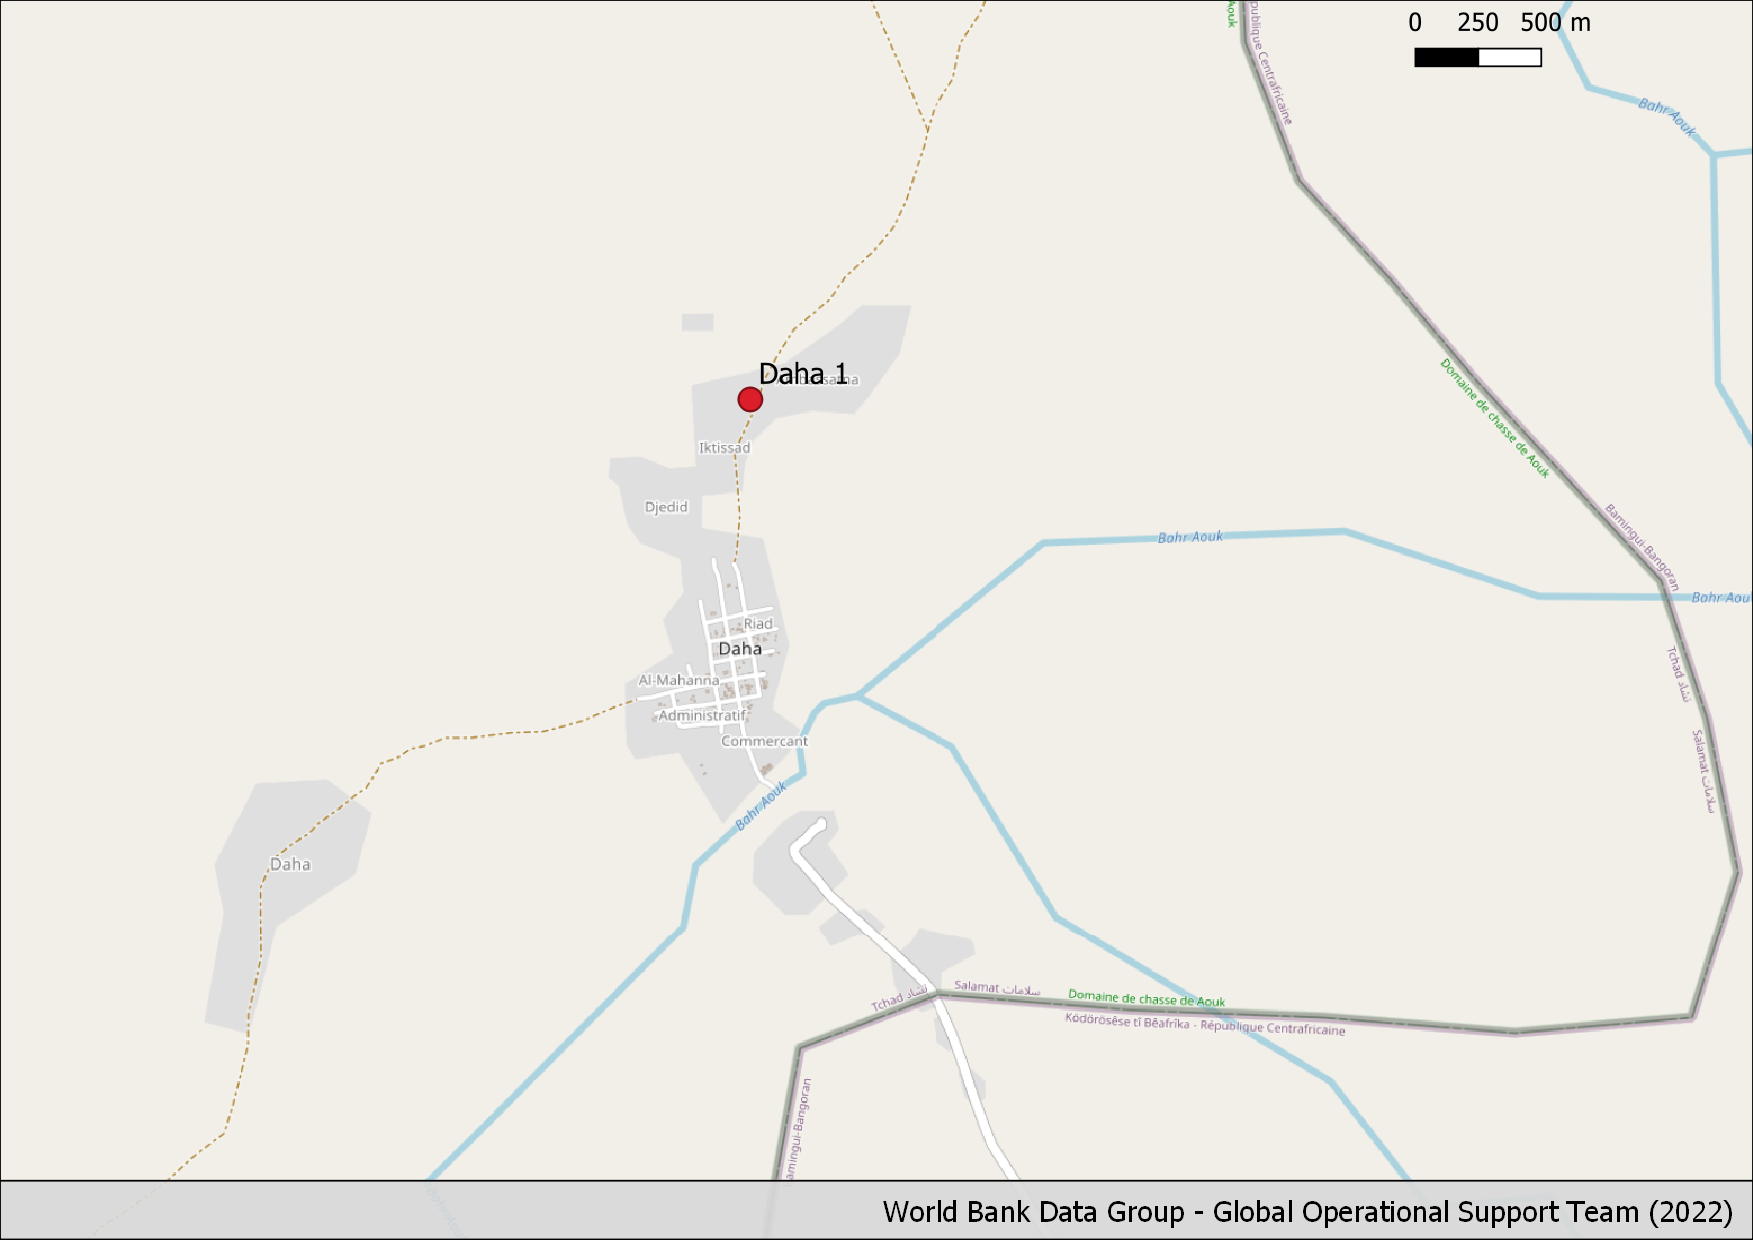 0 250 500 m
Aouk
publique Centrafricaine
Bahr Aouk
Daha 1
Domaine de chasse de Aouk
Iktissad
Djedid
Bamingui-Bangoran
Bahr Aouk
Bahr Aou
Riad
Daha
Tchad تشاد
Al-Mahanna
Administratif
Commercant
Salamat سلامات
Bahr Aouk
Daha
Tchad تشاد
Salamat سلامات
Domaine de chasse de Aouk
Ködörösêse tî Bêafrîka - République Centrafricaine
amingui-Bangoran
World Bank Data Group - Global Operational Support Team (2022)